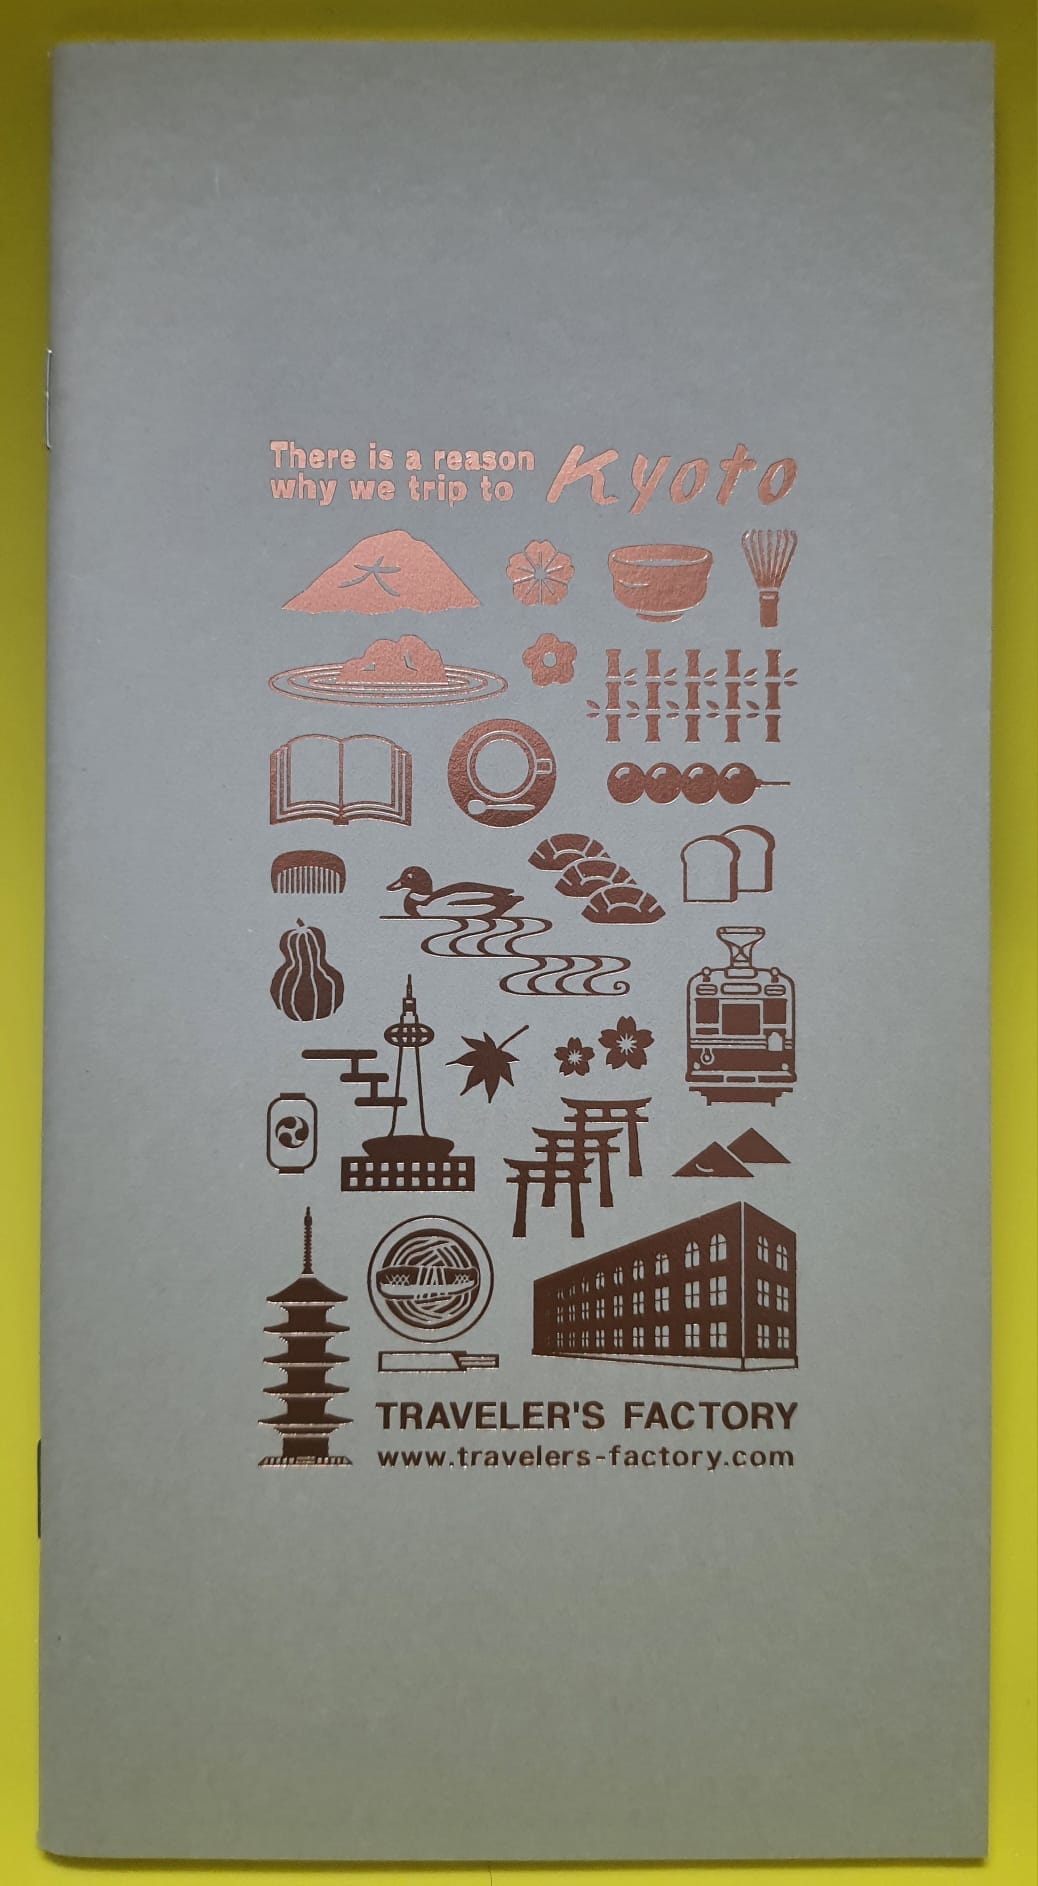 There is a reason
why we trip to Kyoto
大
TRAVELER'S FACTORY
www.travelers-factory.com